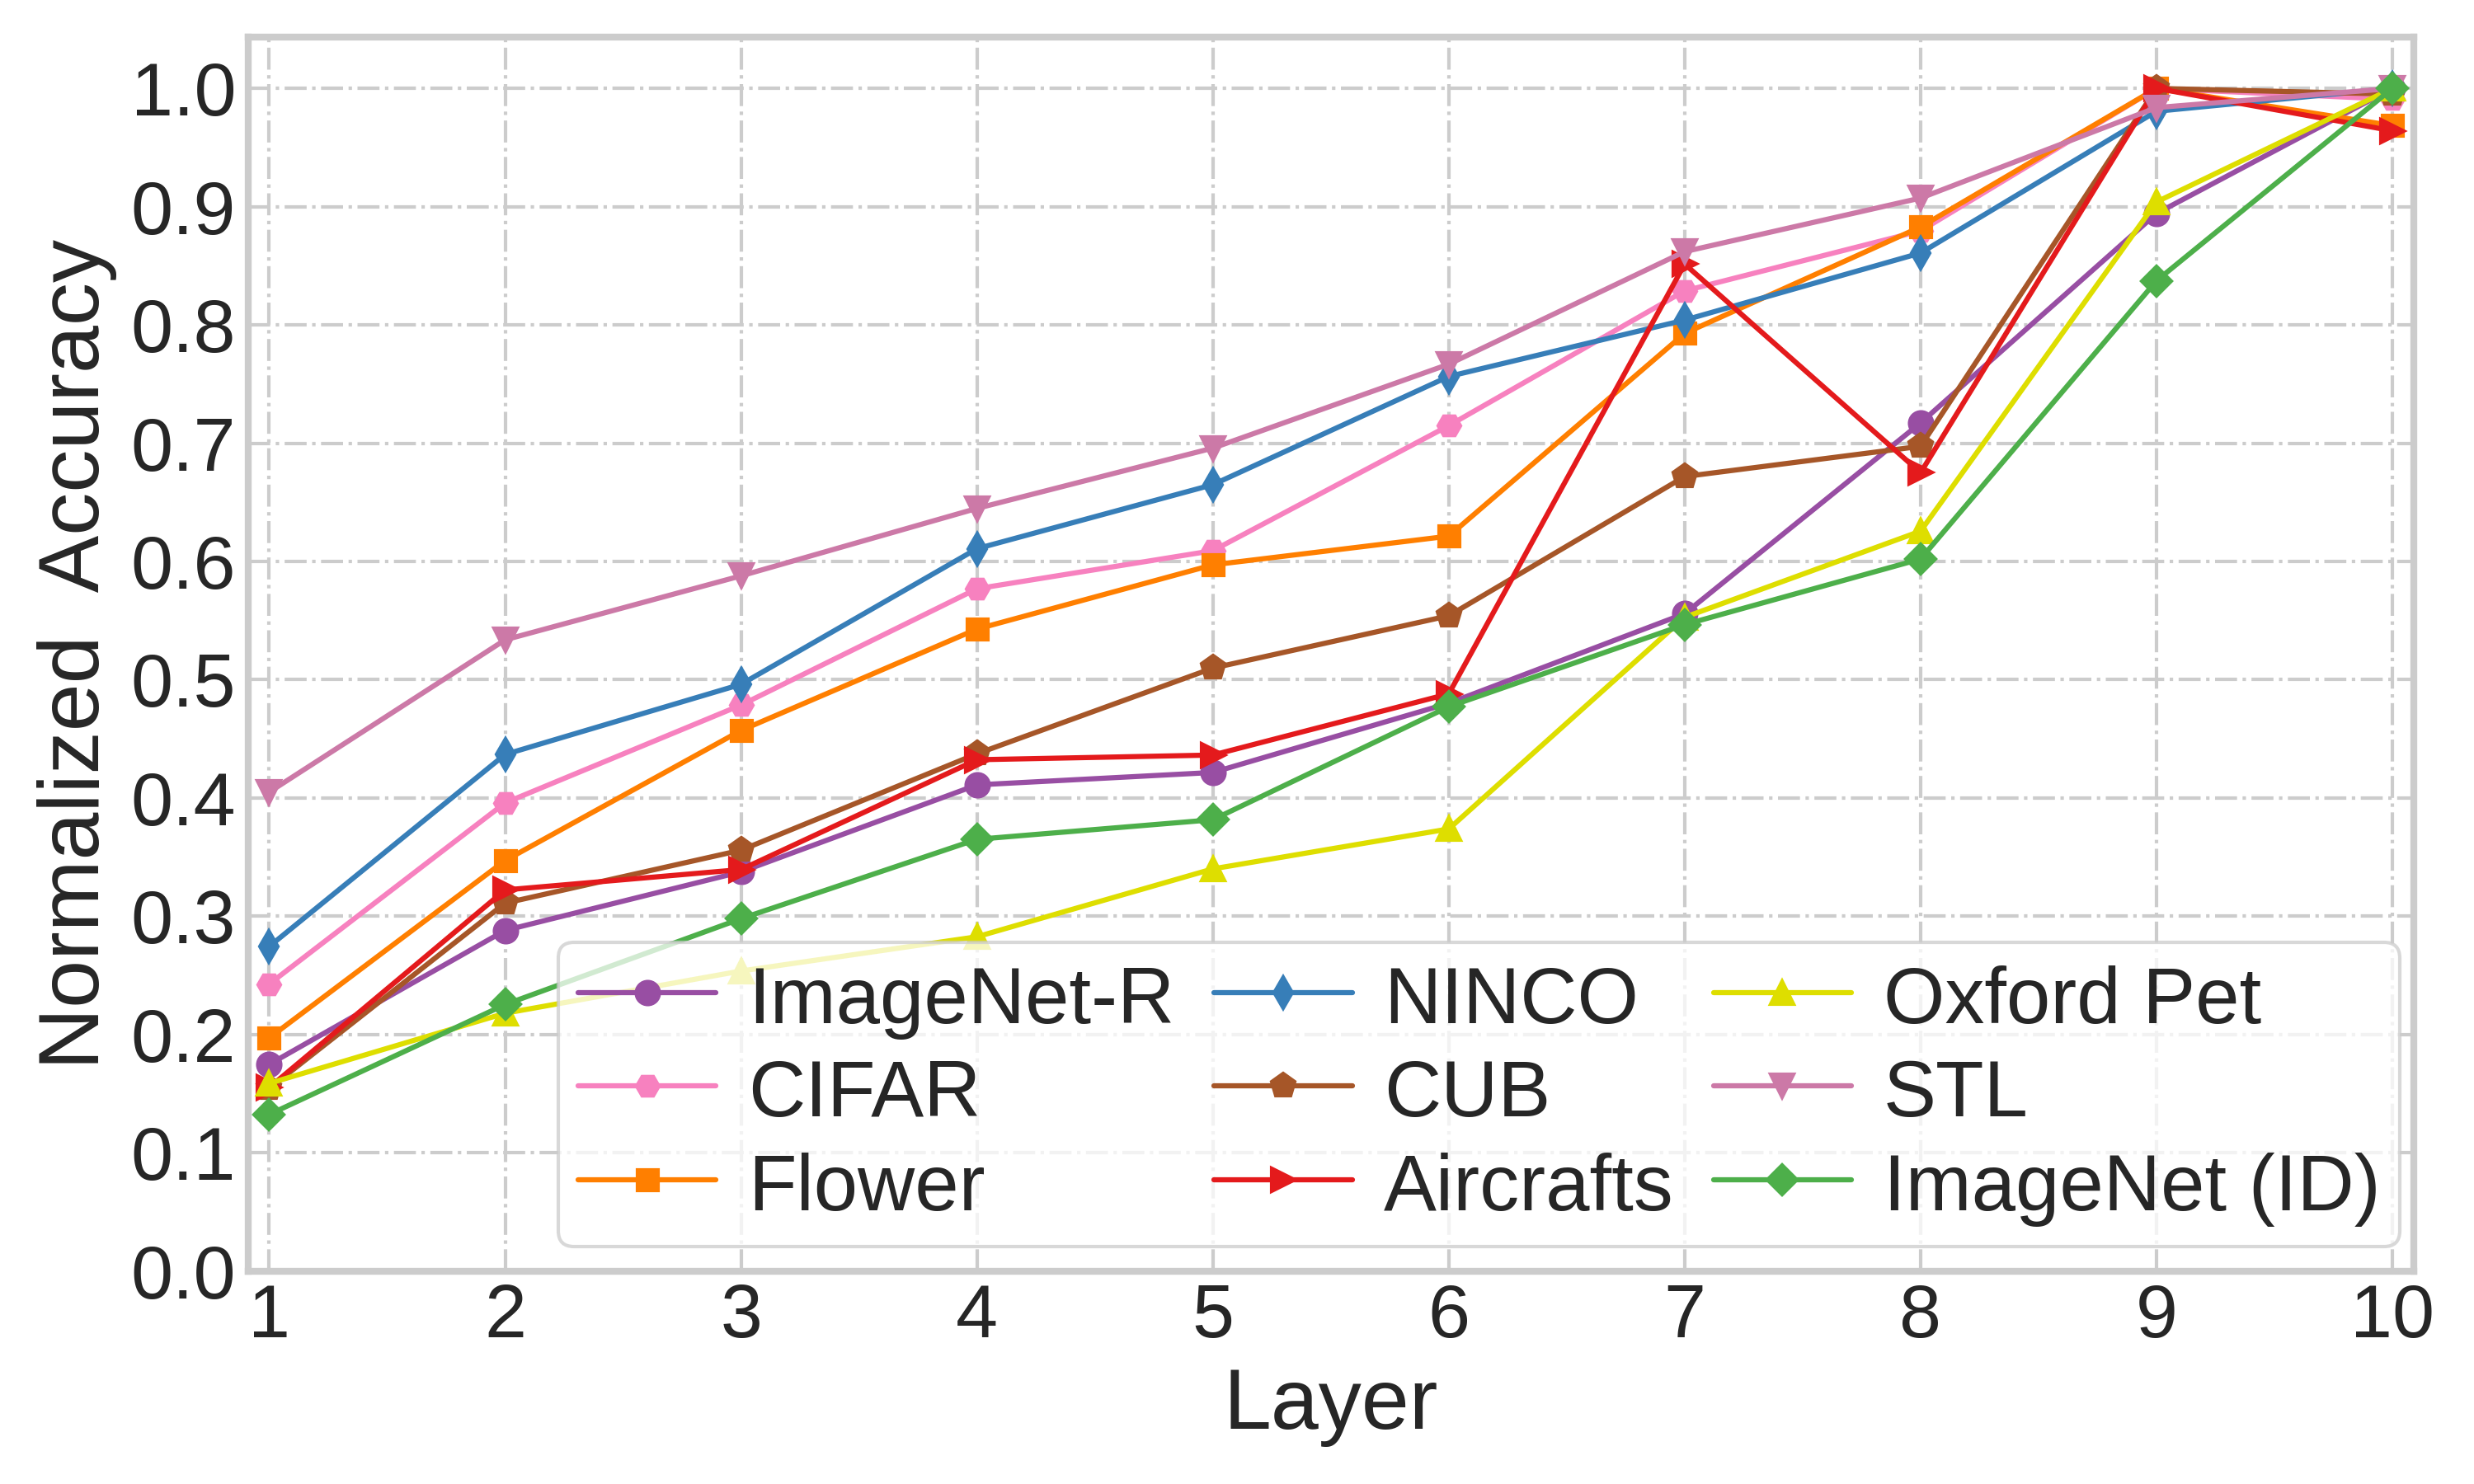 Normalized Accuracy
1.0
0.9
0.8
0.7
0.6
0.5
0.4
0.3
0.2
0.1
0.0
ImageNet-R NINCO Oxford Pet
CIFAR CUB STL
Flower Aircrafts ImageNet (ID)
1 2 3 4 5 6 7 8 9 10
Layer